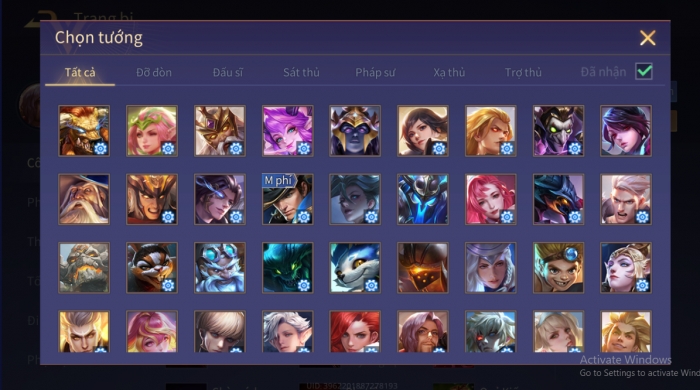 Trang bị
Chọn tướng
Tất cả
Đỡ đòn
Đấu sĩ
Sát thủ
Pháp sư
Xạ thủ
Trợ thủ
Đã nhận
M phí
Activate Windows
Go to Settings to activate Wind